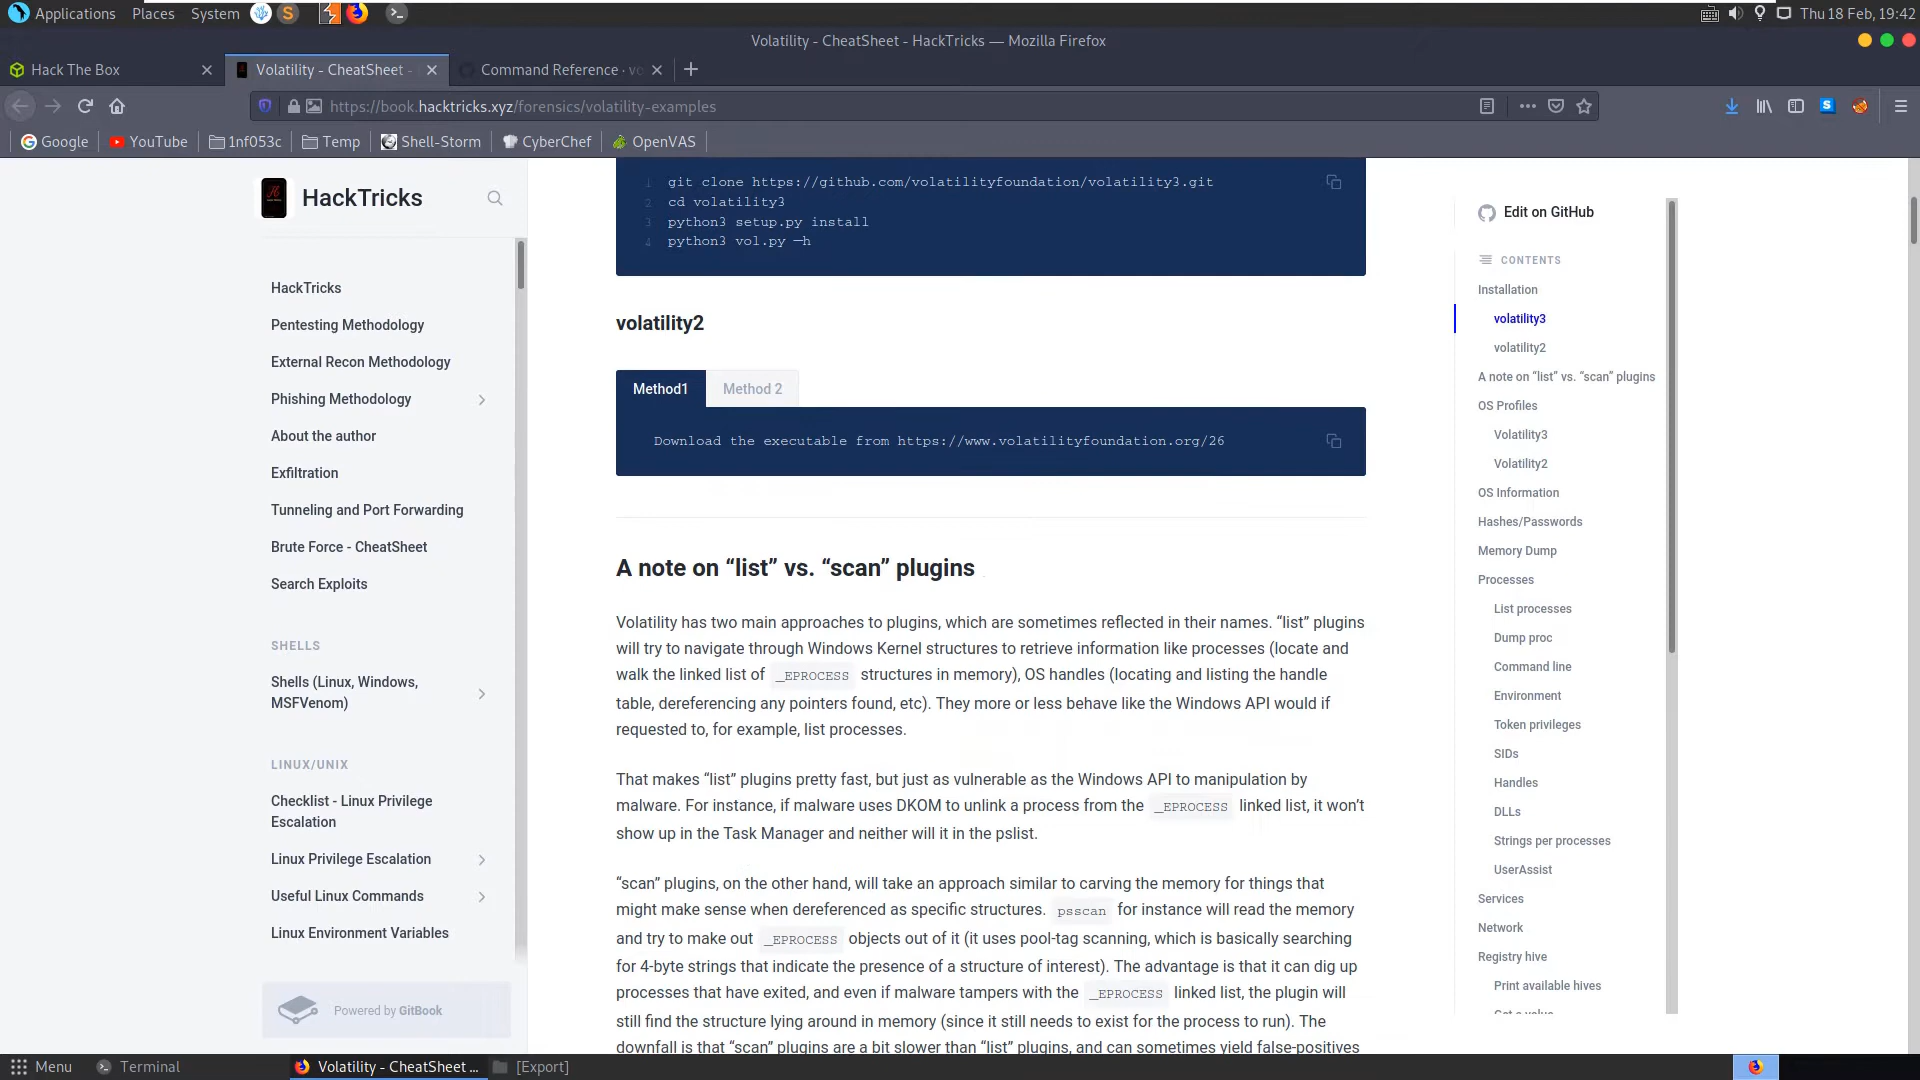 Applications Places System Thu 18 Feb, 19:42
Volatility - CheatSheet - HackTricks — Mozilla Firefox
Hack The Box
Volatility - CheatSheet -
Command Reference · vo
https://book.hacktricks.xyz/forensics/volatility-examples
Google YouTube 1nf053c Temp Shell-Storm CyberChef OpenVAS
HackTricks
HackTricks
Pentesting Methodology
External Recon Methodology
Phishing Methodology
About the author
Exfiltration
Tunneling and Port Forwarding
Brute Force - CheatSheet
Search Exploits
SHELLS
Shells (Linux, Windows,
MSFVenom)
LINUX/UNIX
Checklist - Linux Privilege
Escalation
Linux Privilege Escalation
Useful Linux Commands
Linux Environment Variables
Powered by GitBook
1 git clone https://github.com/volatilityfoundation/volatility3.git
2 cd volatility3
3 python3 setup.py install
4 python3 vol.py —h
volatility2
Method1 Method 2
Download the executable from https://www.volatilityfoundation.org/26
A note on “list” vs. “scan” plugins
Volatility has two main approaches to plugins, which are sometimes reflected in their names. “list” plugins
will try to navigate through Windows Kernel structures to retrieve information like processes (locate and
walk the linked list of _EPROCESS structures in memory), OS handles (locating and listing the handle
table, dereferencing any pointers found, etc). They more or less behave like the Windows API would if
requested to, for example, list processes.
That makes “list” plugins pretty fast, but just as vulnerable as the Windows API to manipulation by
malware. For instance, if malware uses DKOM to unlink a process from the _EPROCESS linked list, it won’t
show up in the Task Manager and neither will it in the pslist.
“scan” plugins, on the other hand, will take an approach similar to carving the memory for things that
might make sense when dereferenced as specific structures. psscan for instance will read the memory
and try to make out _EPROCESS objects out of it (it uses pool-tag scanning, which is basically searching
for 4-byte strings that indicate the presence of a structure of interest). The advantage is that it can dig up
processes that have exited, and even if malware tampers with the _EPROCESS linked list, the plugin will
still find the structure lying around in memory (since it still needs to exist for the process to run). The
downfall is that “scan” plugins are a bit slower than “list” plugins, and can sometimes yield false-positives
Edit on GitHub
CONTENTS
Installation
volatility3
volatility2
A note on “list” vs. “scan” plugins
OS Profiles
Volatility3
Volatility2
OS Information
Hashes/Passwords
Memory Dump
Processes
List processes
Dump proc
Command line
Environment
Token privileges
SIDs
Handles
DLLs
Strings per processes
UserAssist
Services
Network
Registry hive
Print available hives
Menu Terminal Volatility - CheatSheet ... [Export]